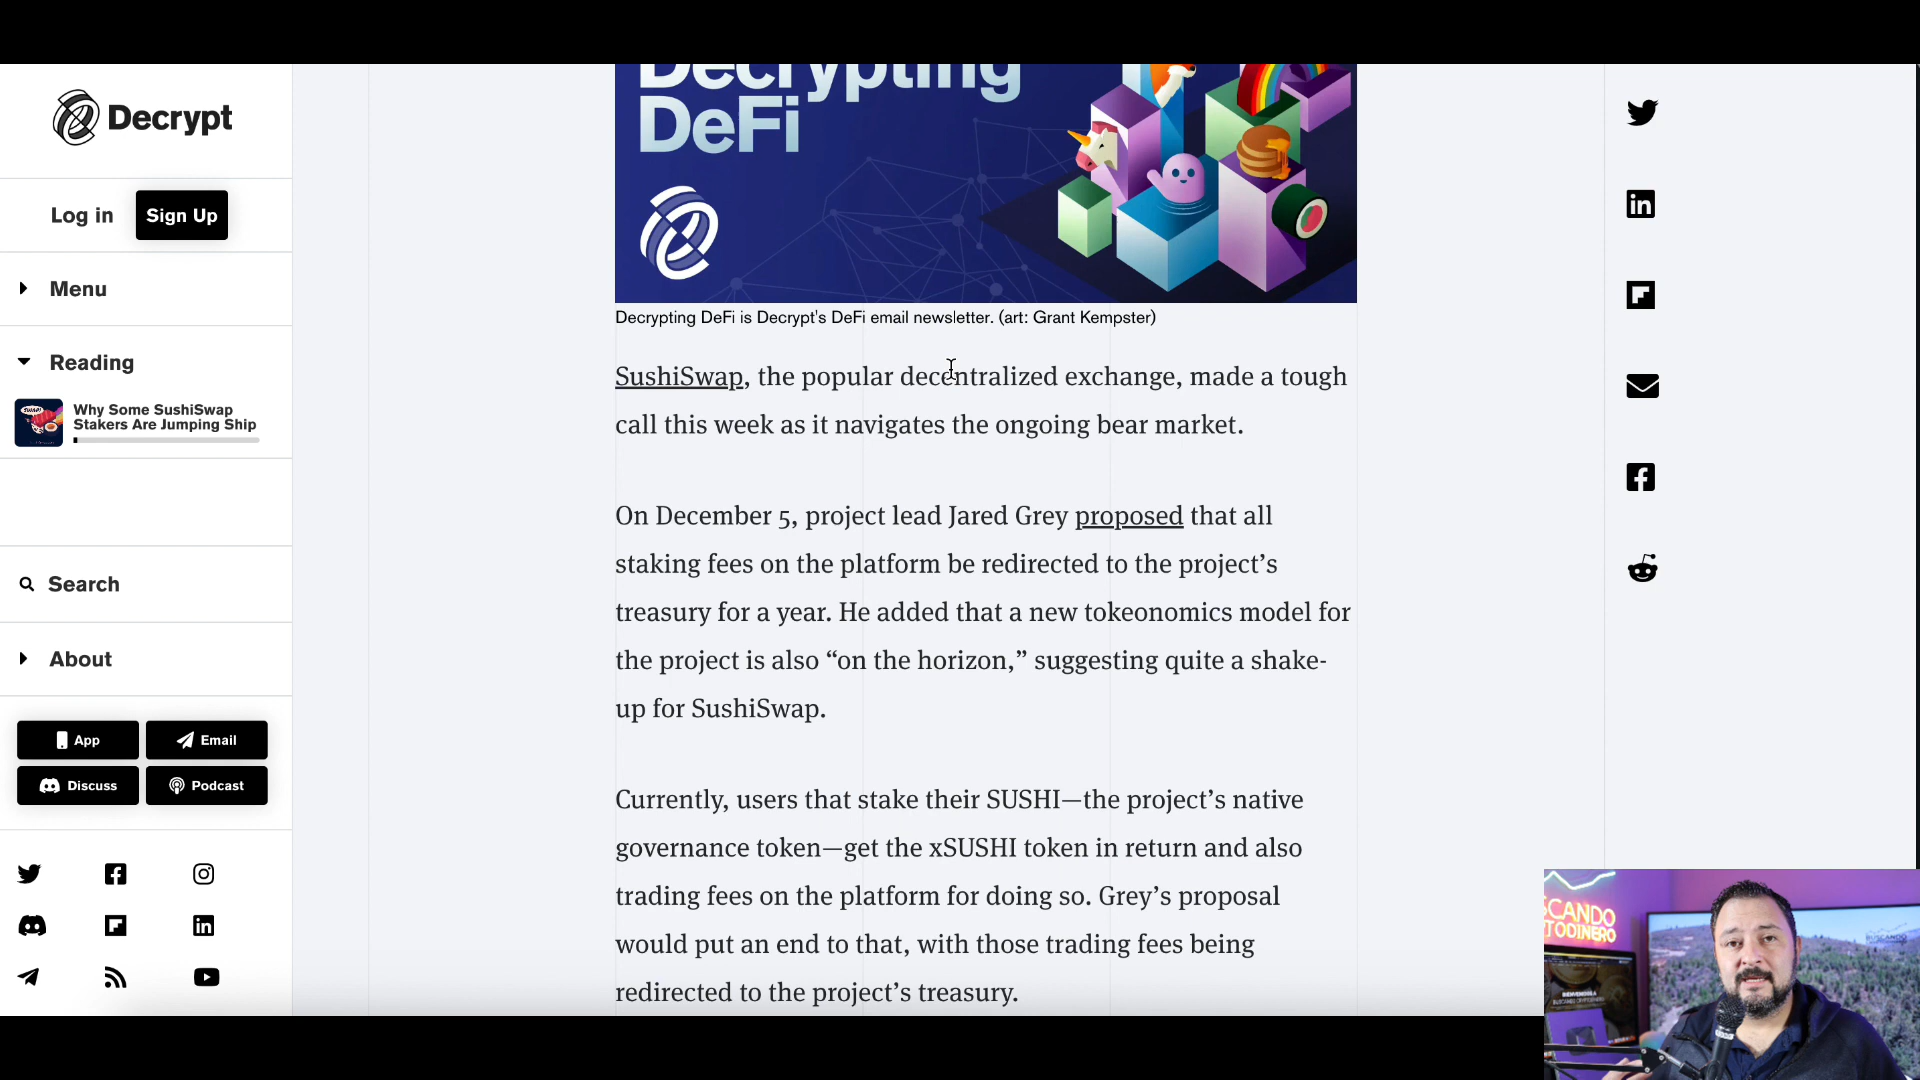 Decrypt
Log in
Sign Up
Menu
Reading
SUSHI
Why Some SushiSwap
Stakers Are Jumping Ship
Search
About
App
Email
Discuss
Podcast
Decrypting
DeFi
Decrypting DeFi is Decrypt's DeFi email newsletter. (art: Grant Kempster)
SushiSwap, the popular decentralized exchange, made a tough
call this week as it navigates the ongoing bear market.
On December 5, project lead Jared Grey proposed that all
staking fees on the platform be redirected to the project’s
treasury for a year. He added that a new tokeonomics model for
the project is also “on the horizon,” suggesting quite a shake-
up for SushiSwap.
Currently, users that stake their SUSHI—the project’s native
governance token—get the xSUSHI token in return and also
trading fees on the platform for doing so. Grey’s proposal
would put an end to that, with those trading fees being
redirected to the project’s treasury.
SCANDO
TODINERO